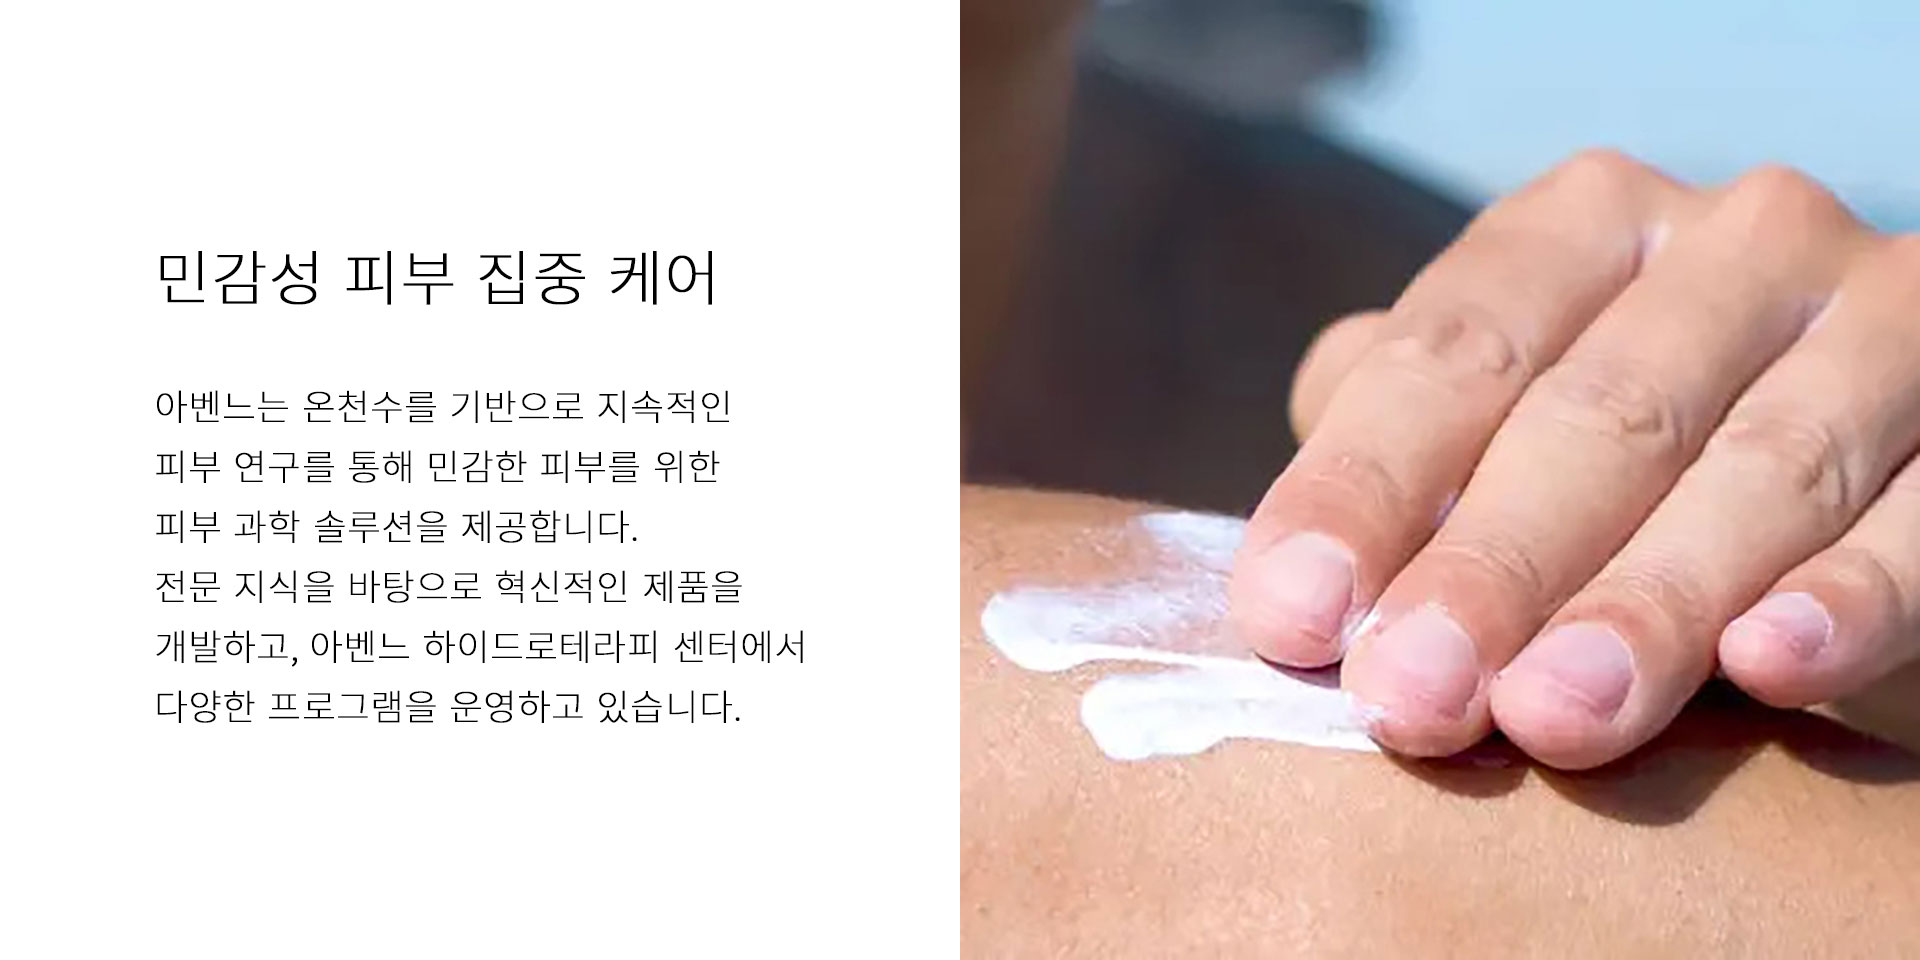 민감성 피부 집중 케어
아벤느는 온천수를 기반으로 지속적인
피부 연구를 통해 민감한 피부를 위한
피부 과학 솔루션을 제공합니다.
전문 지식을 바탕으로 혁신적인 제품을
개발하고, 아벤느 하이드로테라피 센터에서
다양한 프로그램을 운영하고 있습니다.